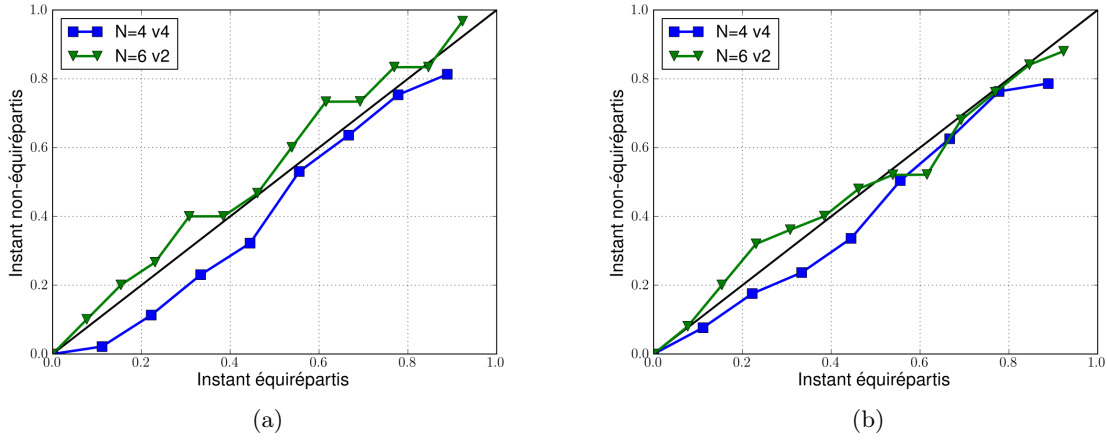 1.0
0.8
0.6
0.4
0.2
0.0
Instant non-équirépartis
N=4 v4
N=6 v2
0.0 0.2 0.4 0.6 0.8 1.0
Instant équirépartis
(a)
1.0
0.8
0.6
0.4
0.2
0.0
Instant non-équirépartis
N=4 v4
N=6 v2
0.0 0.2 0.4 0.6 0.8 1.0
Instant équirépartis
(b)